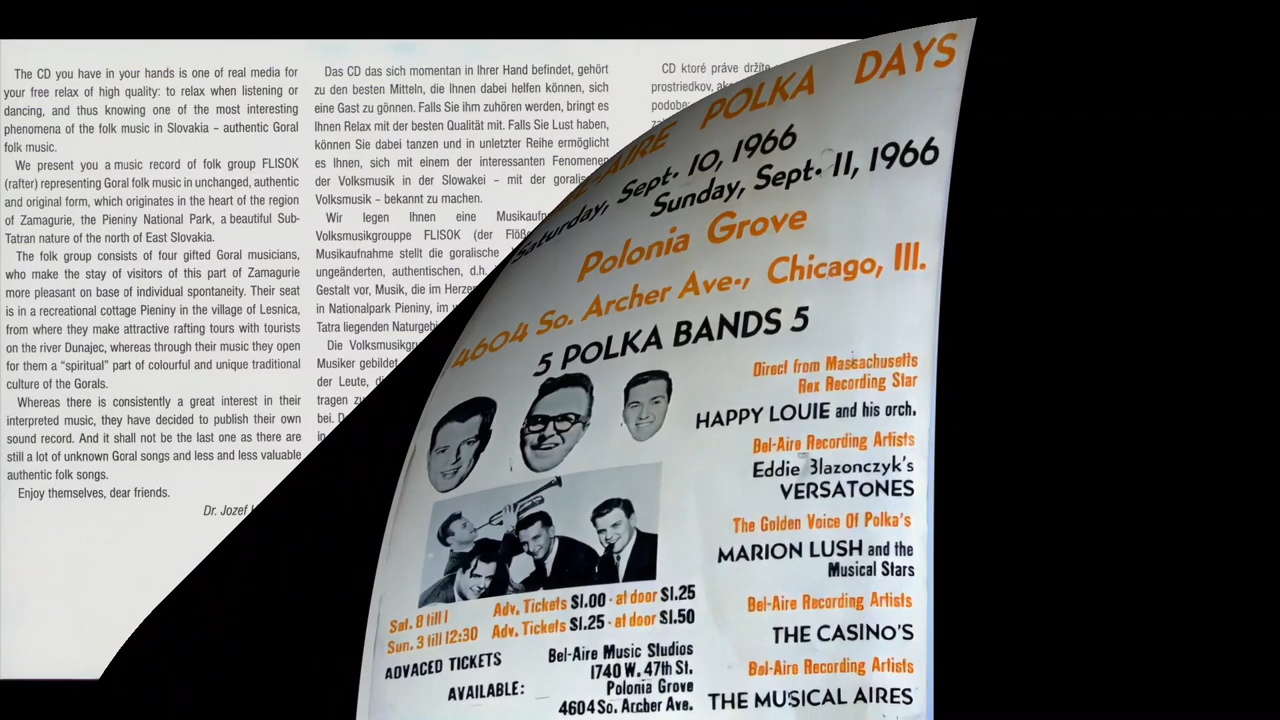 The CD you have in your hands is one of real media for
your free relax of high quality: to relax when listening or
dancing, and thus knowing one of the most interesting
phenomena of the folk music in Slovakia – authentic Goral
folk music.
We present you a music record of folk group FLISOK
(rafter) representing Goral folk music in unchanged, authentic
and original form, which originates in the heart of the region
of Zamagurie, the Pieniny National Park, a beautiful Sub-
Tatran nature of the north of East Slovakia.
The folk group consists of four gifted Goral musicians,
who make the stay of visitors of this part of Zamagurie
more pleasant on base of individual spontaneity. Their seat
is in a recreational cottage Pieniny in the village of Lesnica,
from where they make attractive rafting tours with tourists
on the river Dunajec, whereas through their music they open
for them a “spiritual” part of colourful and unique traditional
culture of the Gorals.
Whereas there is consistently a great interest in their
interpreted music, they have decided to publish their own
sound record. And it shall not be the last one as there are
still a lot of unknown Goral songs and less and less valuable
authentic folk songs.
Enjoy themselves, dear friends.
Dr. Jozef
Das CD das sich momentan in Ihrer Hand befindet, gehört
zu den besten Mitteln, die Ihnen dabei helfen können, sich
eine Gast zu gönnen. Falls Sie ihm zuhören werden, bringt es
Ihnen Relax mit der besten Qualität mit. Falls Sie Lust haben,
können Sie dabei tanzen und in unletzter Reihe ermöglicht
es Ihnen, sich mit einem der interessanten Fenomenen
der Volksmusik in der Slowakei – mit der
Volksmusik – bekannt zu machen.
Wir legen Ihnen eine
Volksmusikgruppe FLISOK (der
Musikaufnahme stellt die goralische
ungeänderten, authentischen, d.h.
Gestalt vor, Musik, die im
in Nationalpark Pieniny, im
Tatra liegenden
Die
Musiker gebildet
der Leute,
tragen
bei.
in
CD ktoré práve držíte
prostriedkov,
podobe:
POLKA DAYS
Saturday, Sept. 10, 1966
Sunday, Sept. 11, 1966
Polonia Grove
4604 So. Archer Ave., Chicago, Ill.
5 POLKA BANDS 5
Direct from Massachusetts
Rex Recording Star
HAPPY LOUIE and his orch.
Bel-Aire Recording Artists
Eddie Blazonczyk's
VERSATONES
The Golden Voice Of Polka's
MARION LUSH and the
Musical Stars
Bel-Aire Recording Artists
THE CASINO'S
Bel-Aire Recording Artists
THE MUSICAL AIRES
Sat. 8 till 1 Adv. Tickets $1.00 - at door $1.25
Sun. 3 till 12:30 Adv. Tickets $1.25 - at door $1.50
ADVACED TICKETS
AVAILABLE:
Bel-Aire Music Studios
1740 W. 47th St.
Polonia Grove
4604 So. Archer Ave.